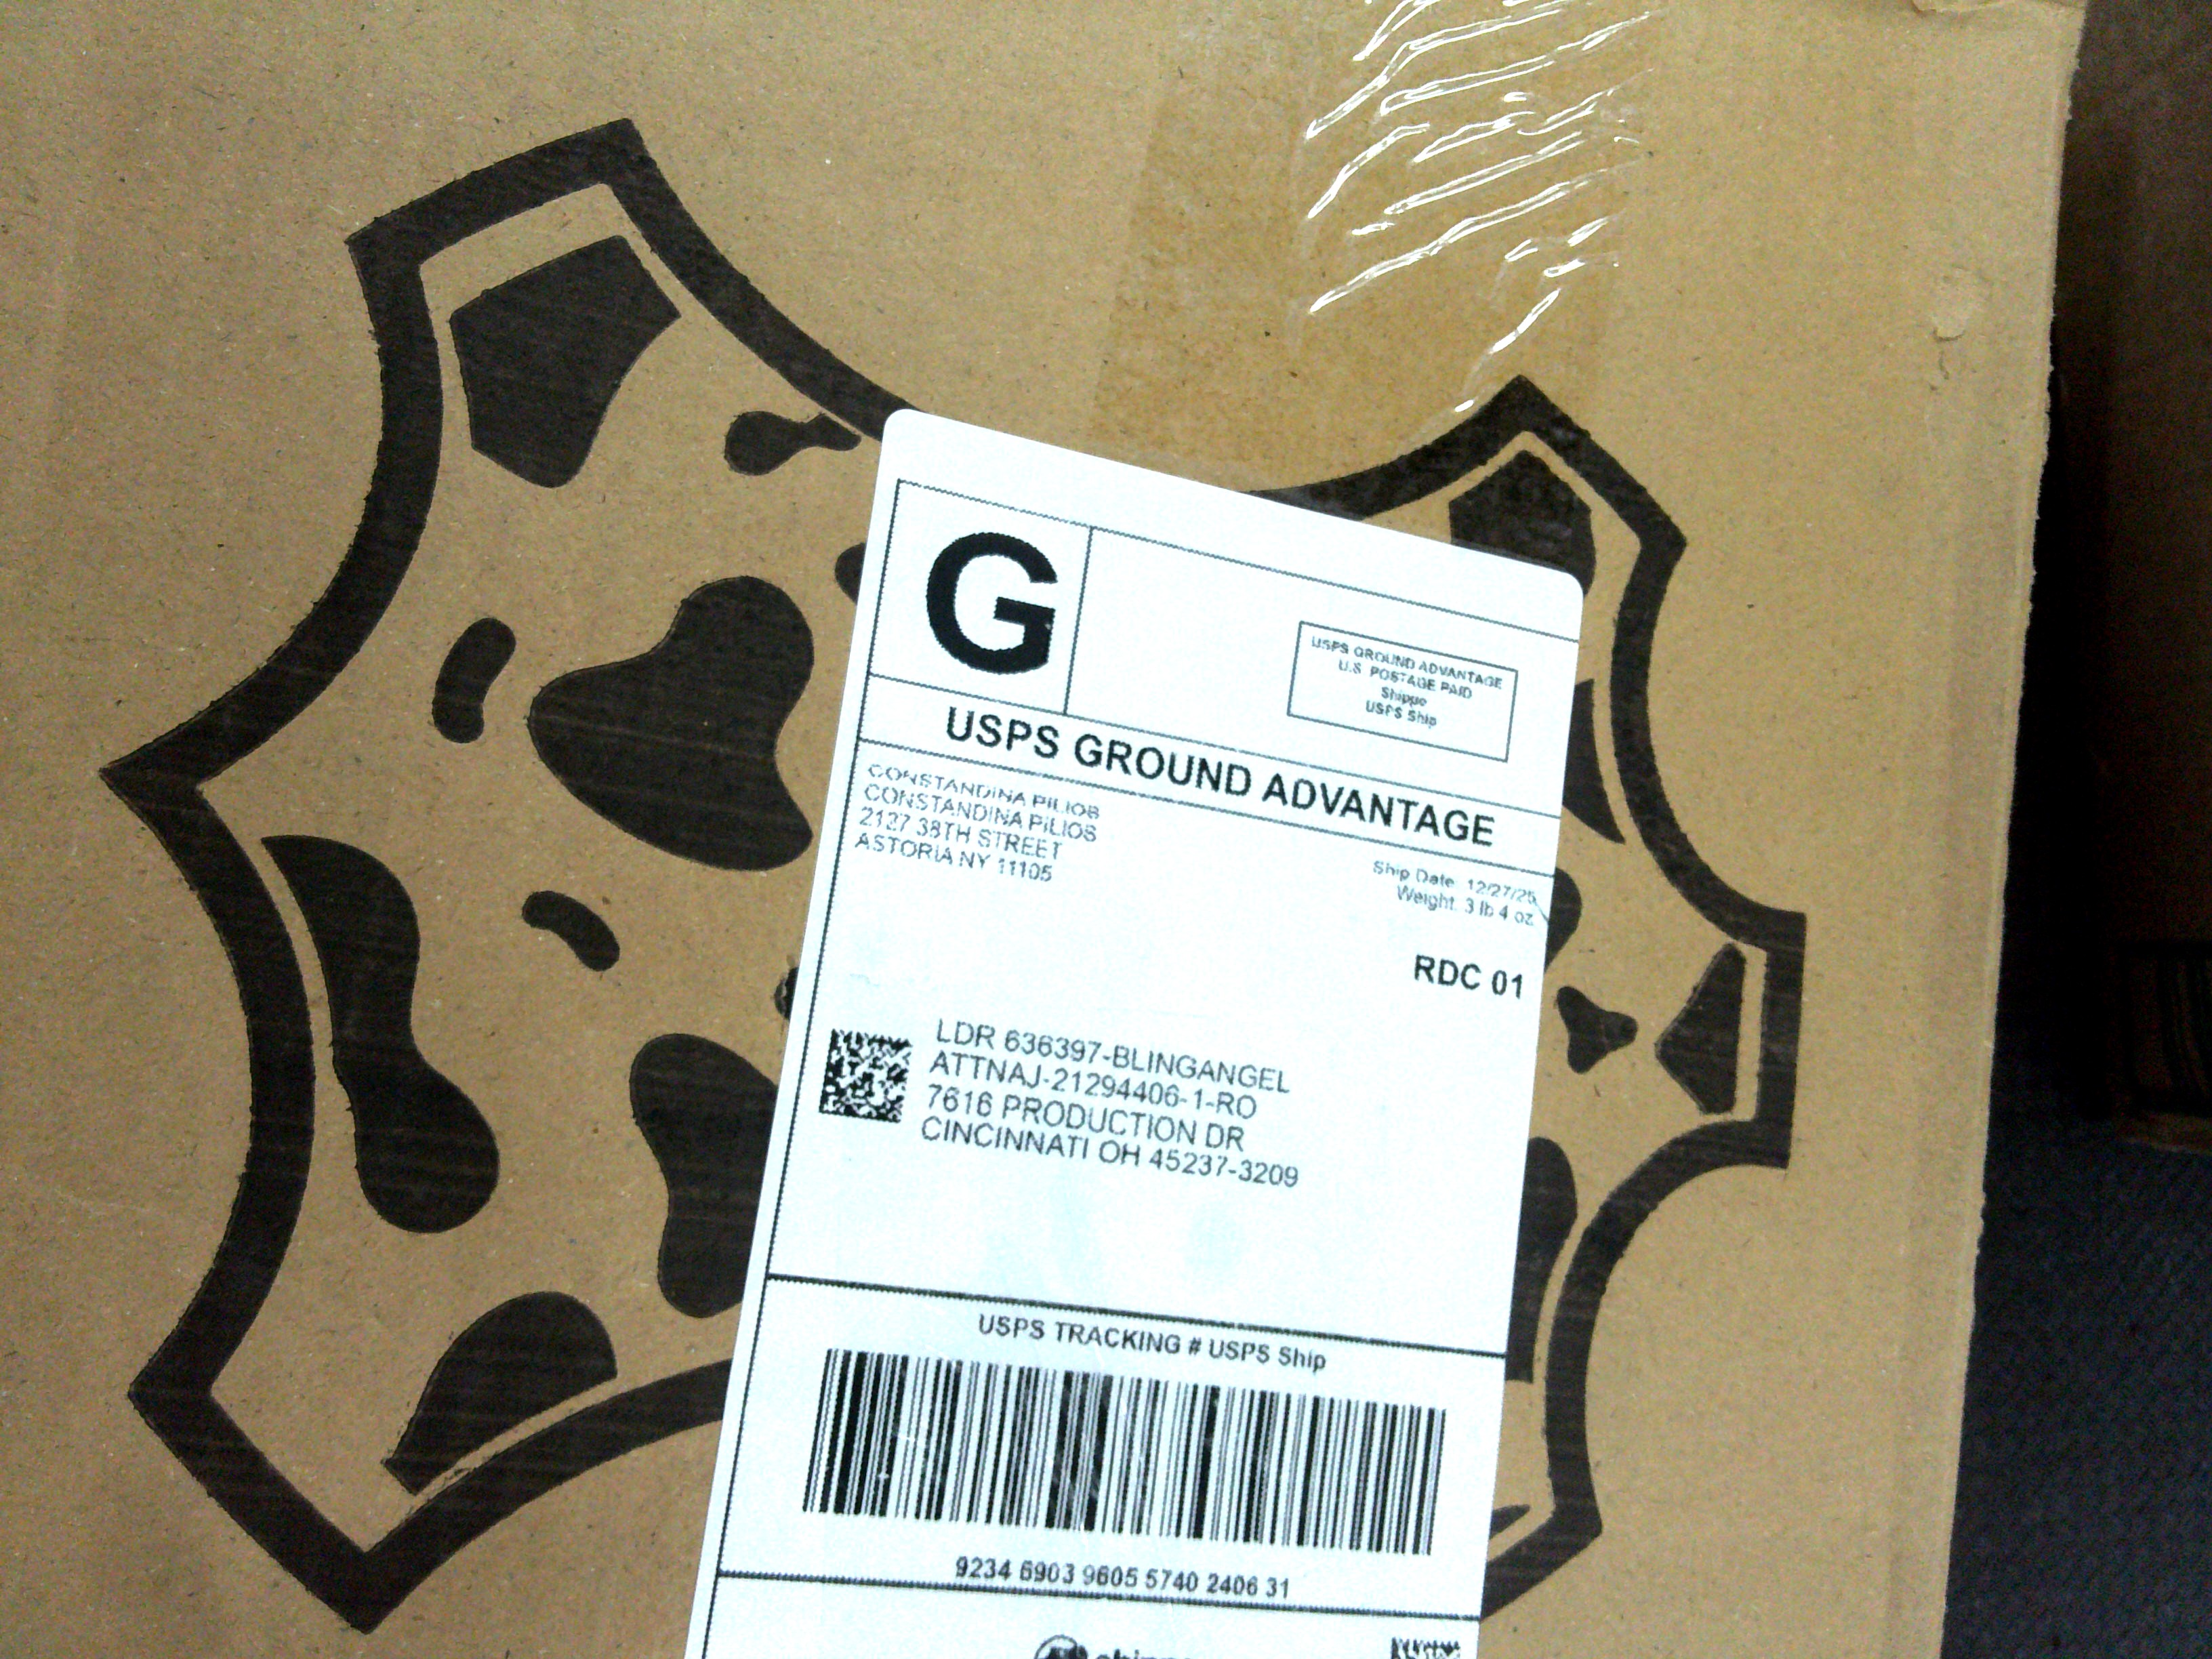 G
USPS GROUND ADVANTAGE
U.S. POSTAGE PAID
Shippo
USPS Ship
USPS GROUND ADVANTAGE
CONSTANDINA PILIOS
CONSTANDINA PILIOS
2127 38TH STREET
ASTORIA NY 11105
Ship Date: 12/27/25
Weight: 3 lb 4 oz
RDC 01
LDR 636397-BLINGANGEL
ATTNAJ-21294406-1-RO
7616 PRODUCTION DR
CINCINNATI OH 45237-3209
USPS TRACKING # USPS Ship
9234 6903 9605 5740 2406 31